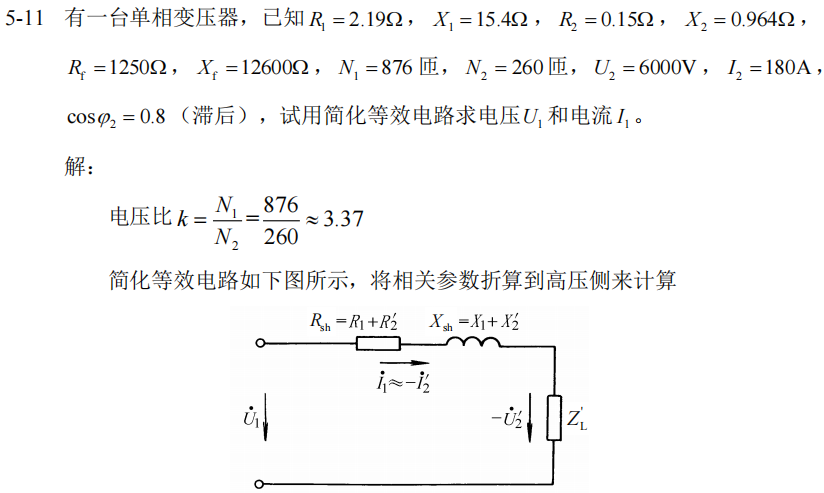 5-11 有一台单相变压器，已知 R₁ = 2.19Ω， X₁ = 15.4Ω， R₂ = 0.15Ω， X₂ = 0.964Ω，
R_f = 1250Ω， X_f = 12600Ω， N₁ = 876 匝， N₂ = 260 匝， U₂ = 6000V， I₂ = 180A，
cosφ₂ = 0.8（滞后），试用简化等效电路求电压U₁ 和电流 I₁ 。
解：
电压比 k = N₁/N₂ = 876/260 ≈ 3.37
简化等效电路如下图所示，将相关参数折算到高压侧来计算
R_sh = R₁ + R₂′ X_sh = X₁ + X₂′
İ₁ ≈ −İ₂′
U̇₁ −U̇₂′ Z_L′